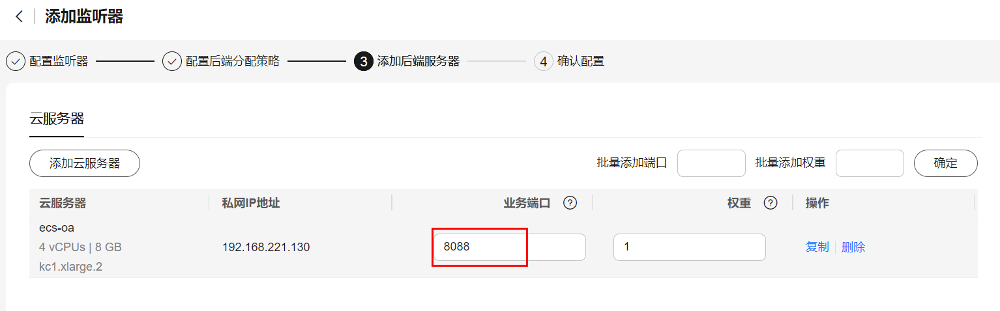 添加监听器
配置监听器 配置后端分配策略 3 添加后端服务器 4 确认配置
云服务器
添加云服务器 批量添加端口 批量添加权重 确定
云服务器 私网IP地址 业务端口 ? 权重 ? 操作
ecs-oa
4 vCPUs | 8 GB 192.168.221.130 8088 1 复制 删除
kc1.xlarge.2